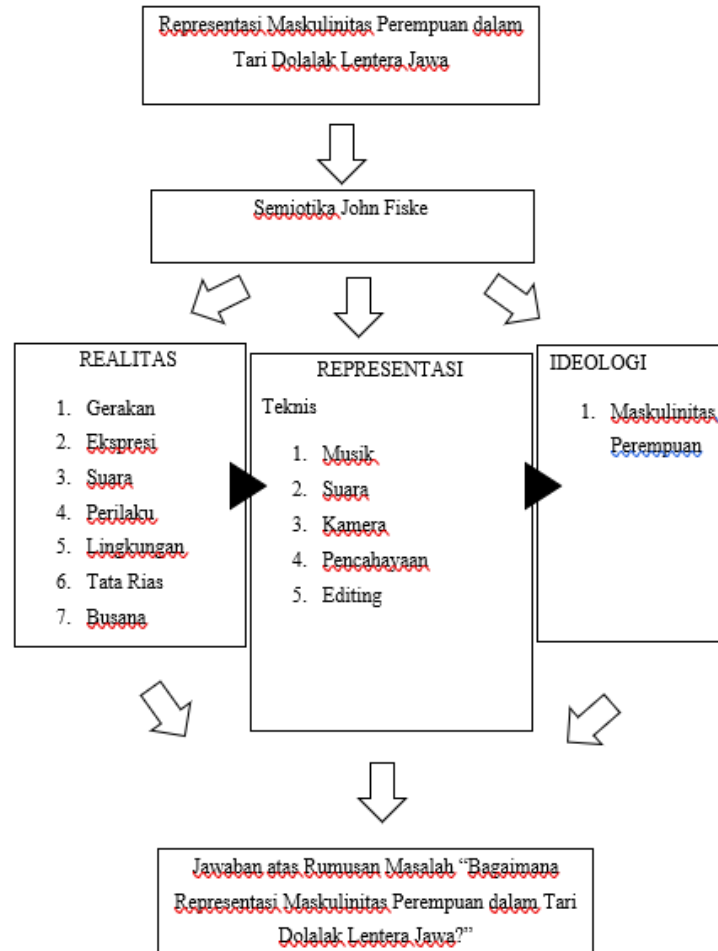 Representasi Maskulinitas Perempuan dalam
Tari Dolalak Lentera Jawa
Semiotika John Fiske
REALITAS
1. Gerakan
2. Ekspresi
3. Suara
4. Perilaku
5. Lingkungan
6. Tata Rias
7. Busana
REPRESENTASI
Teknis
1. Musik
2. Suara
3. Kamera
4. Pencahayaan
5. Editing
IDEOLOGI
1. Maskulinitas
Perempuan
Jawaban atas Rumusan Masalah “Bagaimana
Representasi Maskulinitas Perempuan dalam Tari
Dolalak Lentera Jawa?”